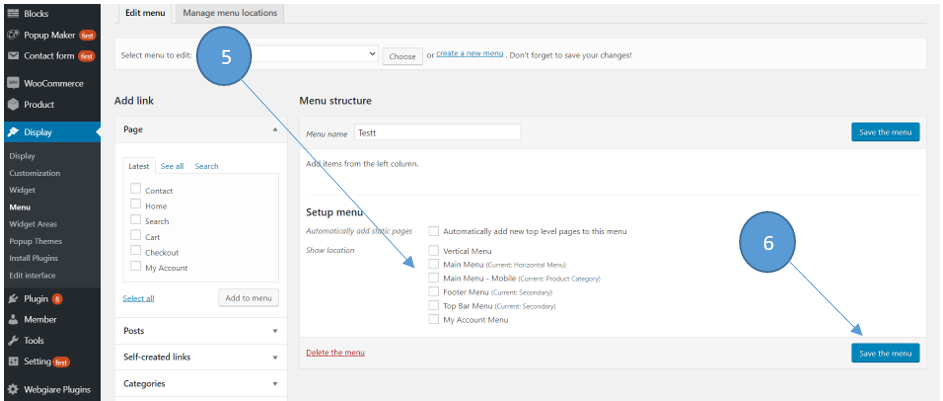 Blocks
Popup Maker first
Contact form first
WooCommerce
Product
Display
Display
Customization
Widget
Menu
Widget Areas
Popup Themes
Install Plugins
Edit interface
Plugin 6
Member
Tools
Setting first
Webgiare Plugins
Edit menu Manage menu locations
Select menu to edit: Choose or create a new menu . Don't forget to save your changes!
5
Add link
Page
Latest See all Search
Contact
Home
Search
Cart
Checkout
My Account
Select all Add to menu
Posts
Self-created links
Categories
Menu structure
Menu name Testt Save the menu
Add items from the left column.
Setup menu
Automatically add static pages Automatically add new top level pages to this menu
Show location Vertical Menu
Main Menu (Current: Horizontal Menu)
Main Menu - Mobile (Current: Product Category)
Footer Menu (Current: Secondary)
Top Bar Menu (Current: Secondary)
My Account Menu
6
Delete the menu Save the menu